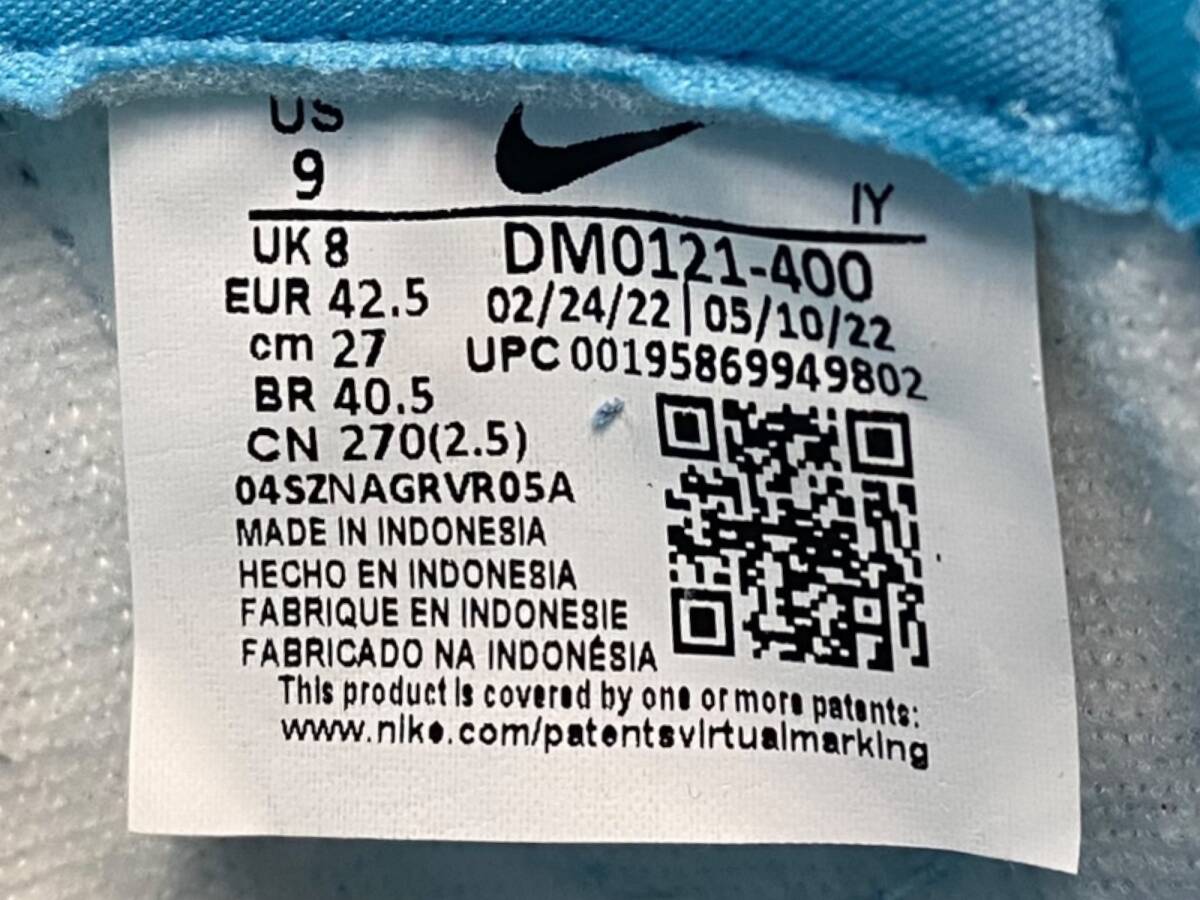 US
9
IY
UK 8
DM0121-400
EUR 42.5
02/24/22 | 05/10/22
cm 27
UPC 00195869949802
BR 40.5
CN 270(2.5)
04SZNAGRVR05A
MADE IN INDONESIA
HECHO EN INDONESIA
FABRIQUE EN INDONESIE
FABRICADO NA INDONÉSIA
This product is covered by one or more patents:
www.nike.com/patentsvirtualmarking